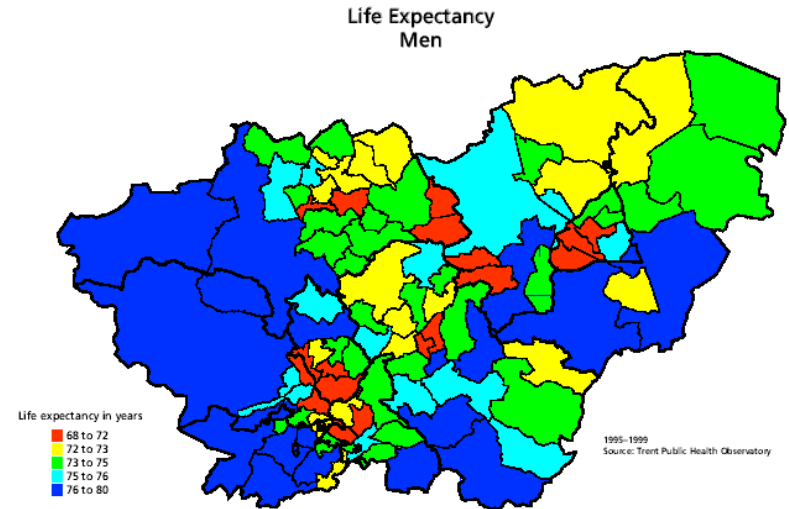 Life Expectancy
Men
Life expectancy in years
68 to 72
72 to 73
73 to 75
75 to 76
76 to 80
1995–1999
Source: Trent Public Health Observatory